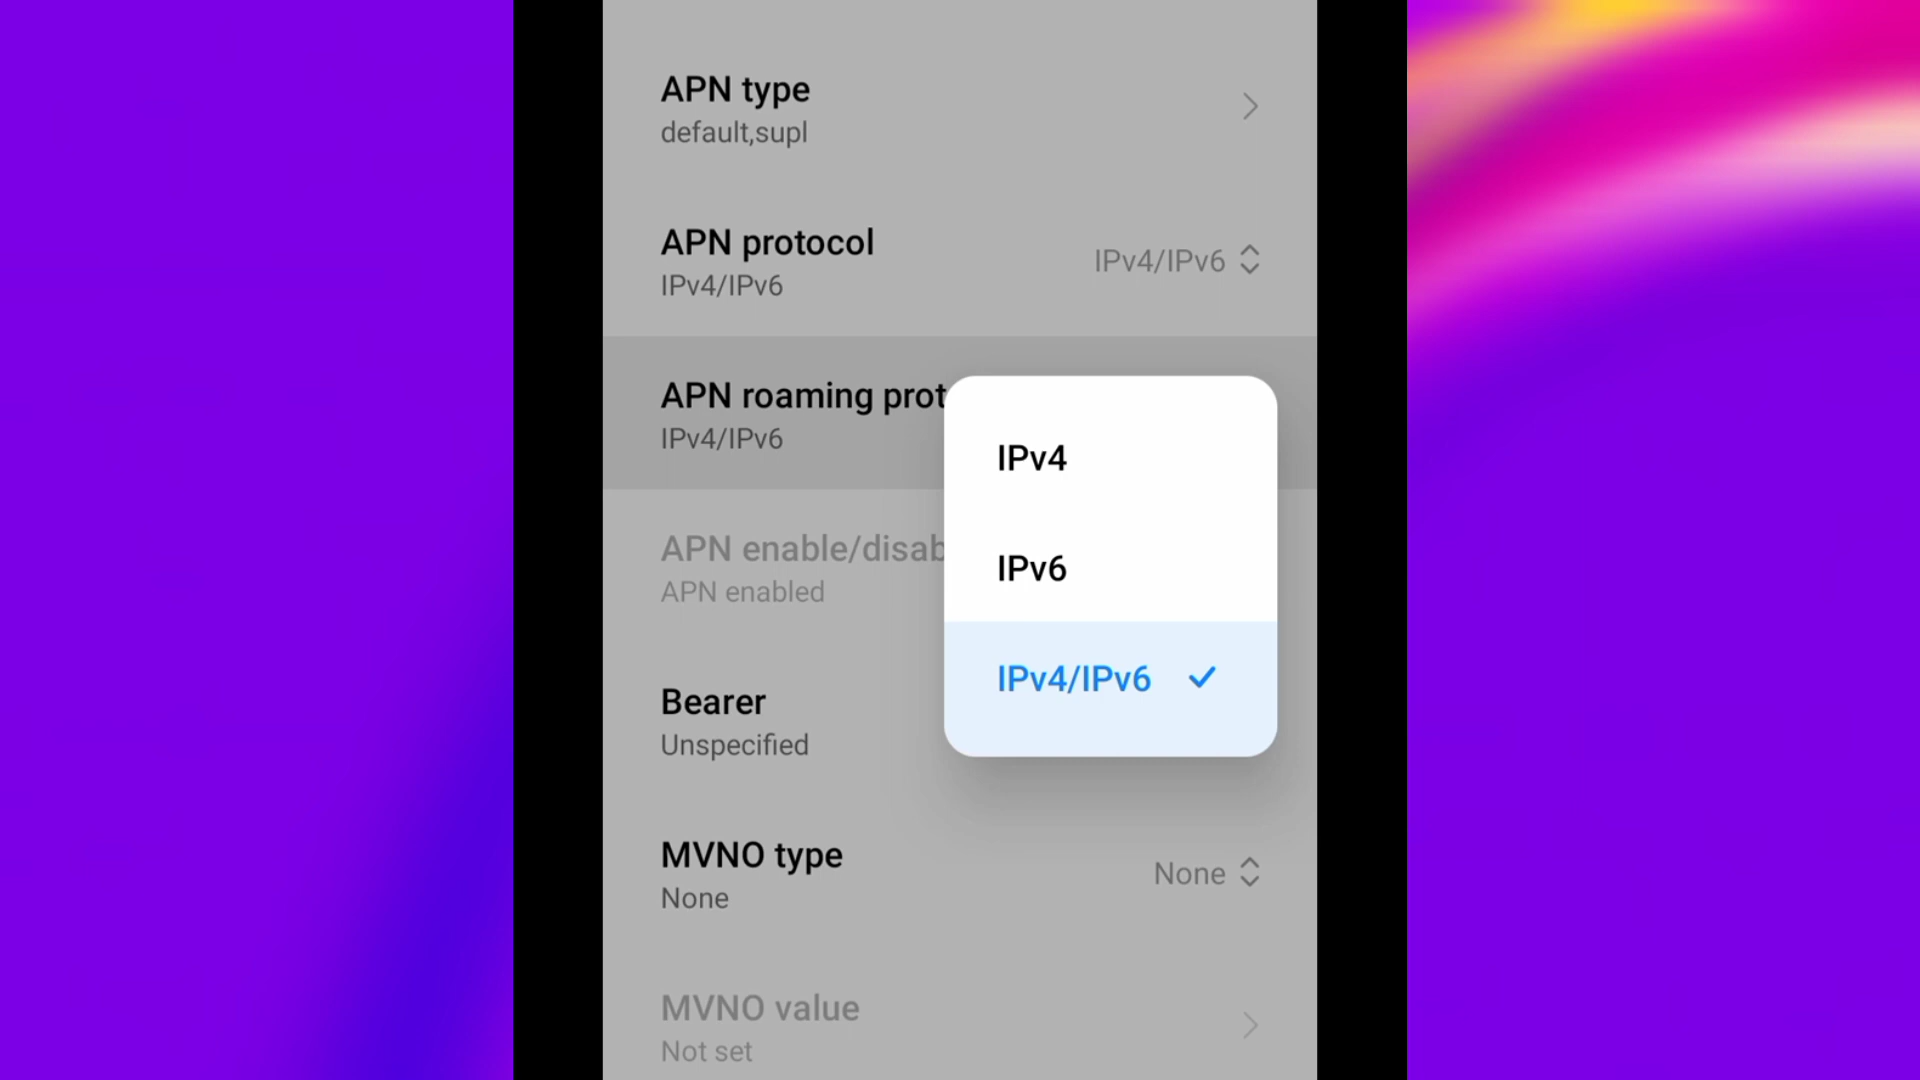 APN type
default,supl
APN protocol
IPv4/IPv6
IPv4/IPv6
APN roaming prot
IPv4/IPv6
IPv4
IPv6
IPv4/IPv6
APN enable/disab
APN enabled
Bearer
Unspecified
MVNO type
None
None
MVNO value
Not set